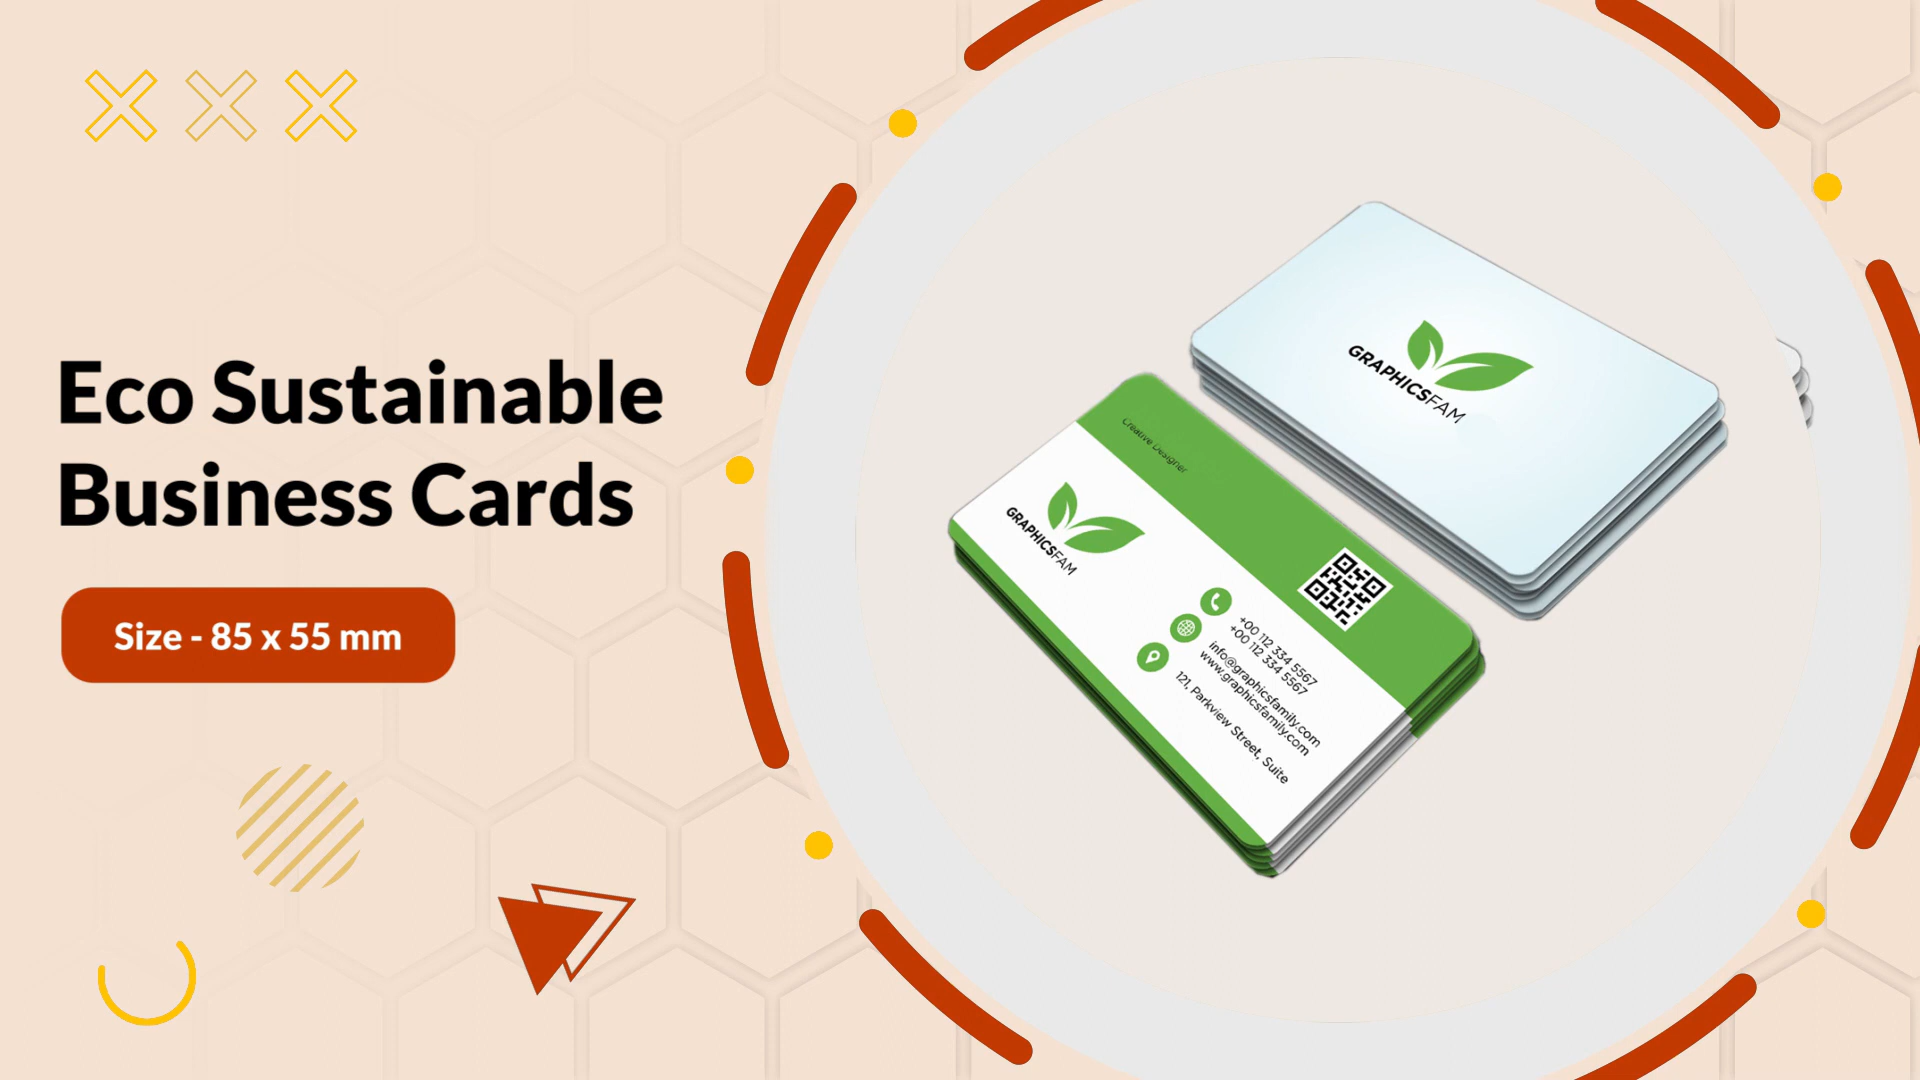 Eco Sustainable
Business Cards
Size - 85 x 55 mm
GRAPHICSFAM
Creative Designer
GRAPHICSFAM
+00 112 334 5567
+00 112 334 5567
info@graphicsfamily.com
www.graphicsfamily.com
121, Parkview Street, Suite